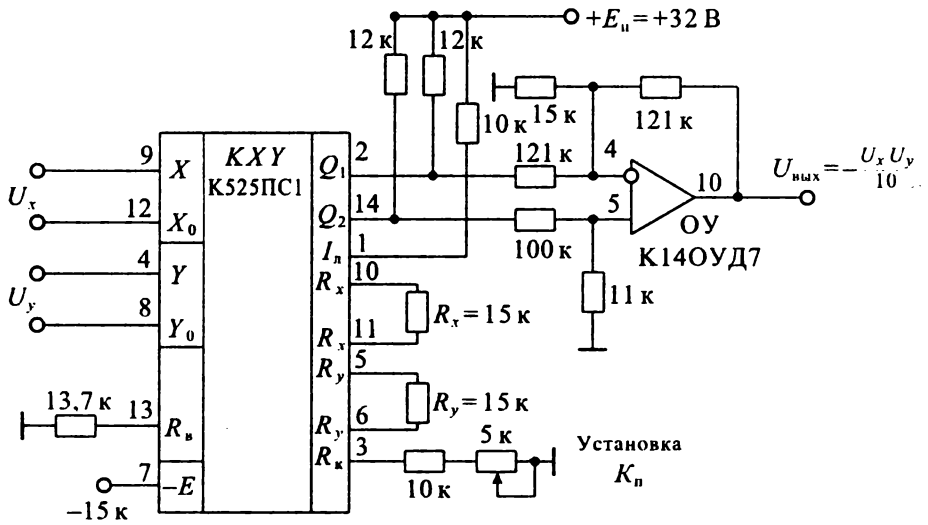 +Eп = +32 В
12 к
12 к
10 к
15 к
121 к
9
X
KXY
К525ПС1
Q1
2
121 к
4
Uвых = - Ux Uy / 10
Ux
12
X0
Q2
14
5
10
ОУ
100 к
К14ОУД7
Iп
1
4
Y
Rx
10
11 к
Uy
8
Y0
Rx = 15 к
Rx
11
Ry
5
13,7 к
13
Rв
Ry = 15 к
Ry
6
5 к
Установка
Kп
Rк
3
10 к
7
−E
−15 к